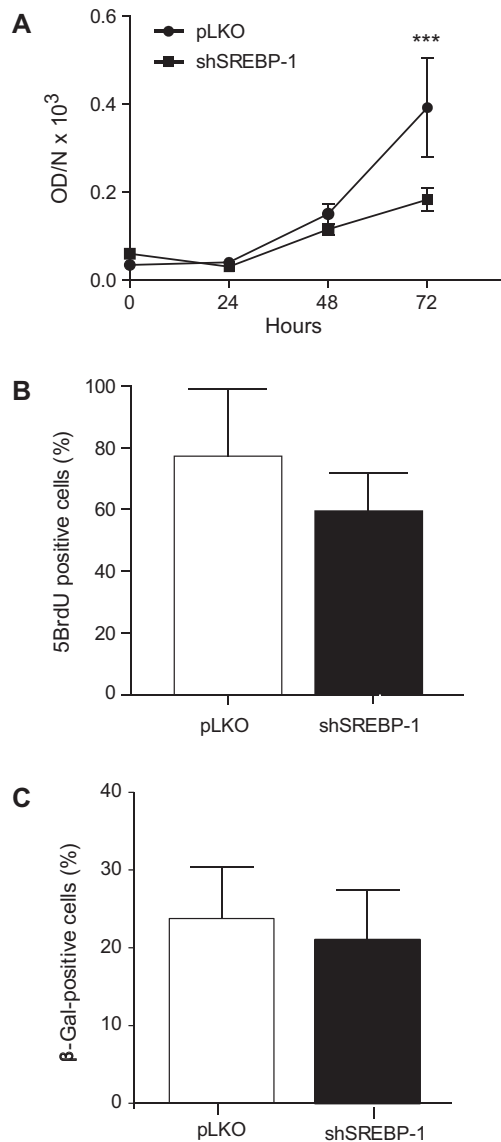 A
pLKO
shSREBP-1
***
OD/N x 10³
0.6
0.4
0.2
0.0
0 24 48 72
Hours
B
5BrdU positive cells (%)
100
80
60
40
20
0
pLKO shSREBP-1
C
β-Gal-positive cells (%)
40
30
20
10
0
pLKO shSREBP-1